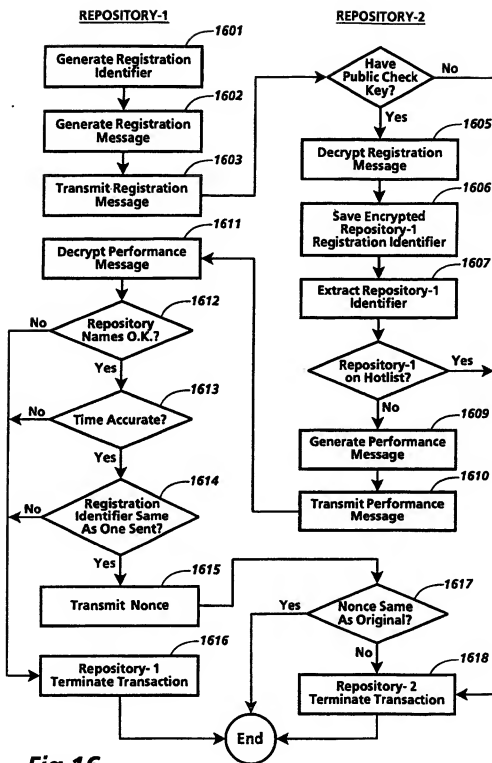 REPOSITORY-1
1601
Generate Registration
Identifier
1602
Generate Registration
Message
1603
Transmit Registration
Message
1611
Decrypt Performance
Message
1612
Repository
Names O.K.?
No
Yes
1613
Time Accurate?
No
Yes
1614
Registration
Identifier Same
As One Sent?
No
Yes
1615
Transmit Nonce
1616
Repository- 1
Terminate Transaction
REPOSITORY-2
Have
Public Check
Key?
No
Yes
1605
Decrypt Registration
Message
1606
Save Encrypted
Repository-1
Registration Identifier
1607
Extract Repository-1
Identifier
Repository-1
on Hotlist?
Yes
No
1609
Generate Performance
Message
1610
Transmit Performance
Message
1617
Nonce Same
As Original?
Yes
No
1618
Repository- 2
Terminate Transaction
End
Fig.16